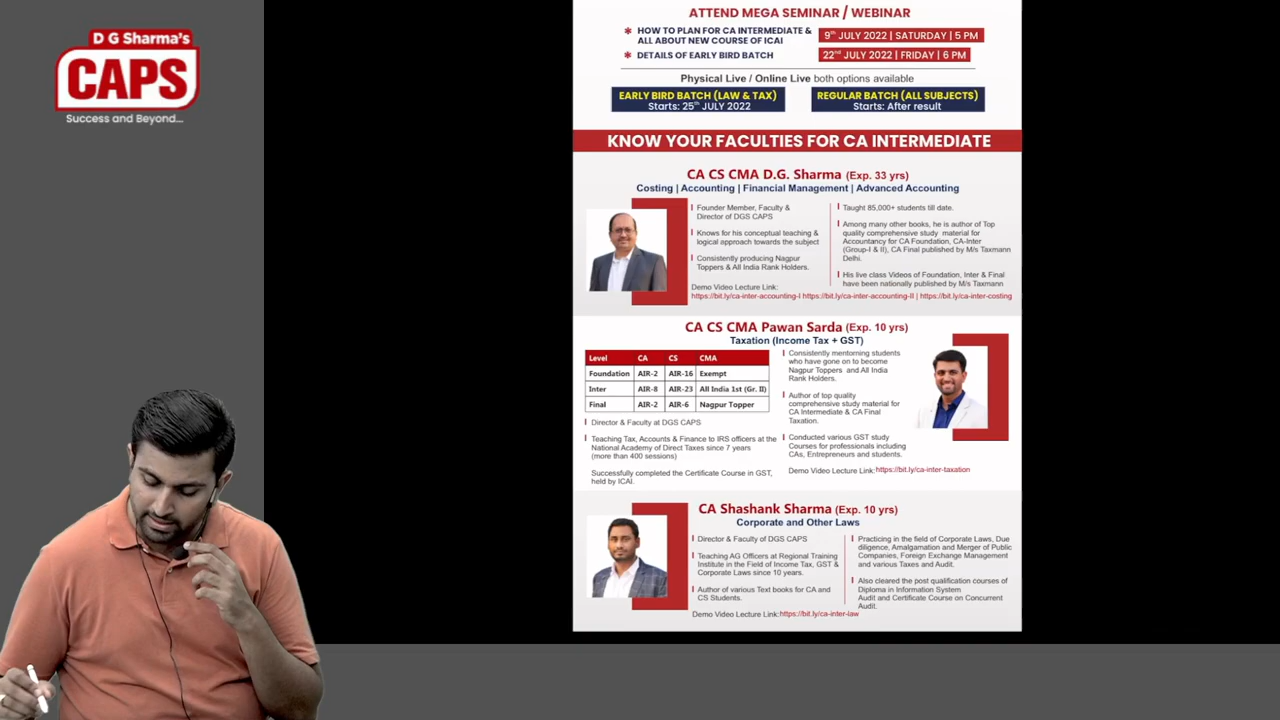 D G Sharma's
CAPS
Success and Beyond...
ATTEND MEGA SEMINAR / WEBINAR
* HOW TO PLAN FOR CA INTERMEDIATE &
ALL ABOUT NEW COURSE OF ICAI
9th JULY 2022 | SATURDAY | 5 PM
* DETAILS OF EARLY BIRD BATCH
22nd JULY 2022 | FRIDAY | 6 PM
Physical Live / Online Live both options available
EARLY BIRD BATCH (LAW & TAX)
Starts: 25th JULY 2022
REGULAR BATCH (ALL SUBJECTS)
Starts: After result
KNOW YOUR FACULTIES FOR CA INTERMEDIATE
CA CS CMA D.G. Sharma (Exp. 33 yrs)
Costing | Accounting | Financial Management | Advanced Accounting
Founder Member, Faculty &
Director of DGS CAPS
Knows for his conceptual teaching &
logical approach towards the subject
Consistently producing Nagpur
Toppers & All India Rank Holders.
Taught 85,000+ students till date.
Among many other books, he is author of Top
quality comprehensive study material for
Accountancy for CA Foundation, CA-Inter
(Group-I & II), CA Final published by M/s Taxmann
Delhi.
His live class Videos of Foundation, Inter & Final
have been nationally published by M/s Taxmann
Demo Video Lecture Link:
https://bit.ly/ca-inter-accounting-I https://bit.ly/ca-inter-accounting-II | https://bit.ly/ca-inter-costing
CA CS CMA Pawan Sarda (Exp. 10 yrs)
Taxation (Income Tax + GST)
Level CA CS CMA
Foundation AIR-2 AIR-16 Exempt
Inter AIR-8 AIR-23 All India 1st (Gr. II)
Final AIR-2 AIR-6 Nagpur Topper
Director & Faculty at DGS CAPS
Teaching Tax, Accounts & Finance to IRS officers at the
National Academy of Direct Taxes since 7 years
(more than 400 sessions)
Successfully completed the Certificate Course in GST,
held by ICAI.
Consistently mentorning students
who have gone on to become
Nagpur Toppers and All India
Rank Holders.
Author of top quality
comprehensive study material for
CA Intermediate & CA Final
Taxation.
Conducted various GST study
Courses for professionals including
CAs, Entrepreneurs and students.
Demo Video Lecture Link:https://bit.ly/ca-inter-taxation
CA Shashank Sharma (Exp. 10 yrs)
Corporate and Other Laws
Director & Faculty of DGS CAPS
Teaching AG Officers at Regional Training
Institute in the Field of Income Tax, GST &
Corporate Laws since 10 years.
Author of various Text books for CA and
CS Students.
Practicing in the field of Corporate Laws, Due
diligence, Amalgamation and Merger of Public
Companies, Foreign Exchange Management
and various Taxes and Audit.
Also cleared the post qualification courses of
Diploma in Information System
Audit and Certificate Course on Concurrent
Audit.
Demo Video Lecture Link:https://bit.ly/ca-inter-law